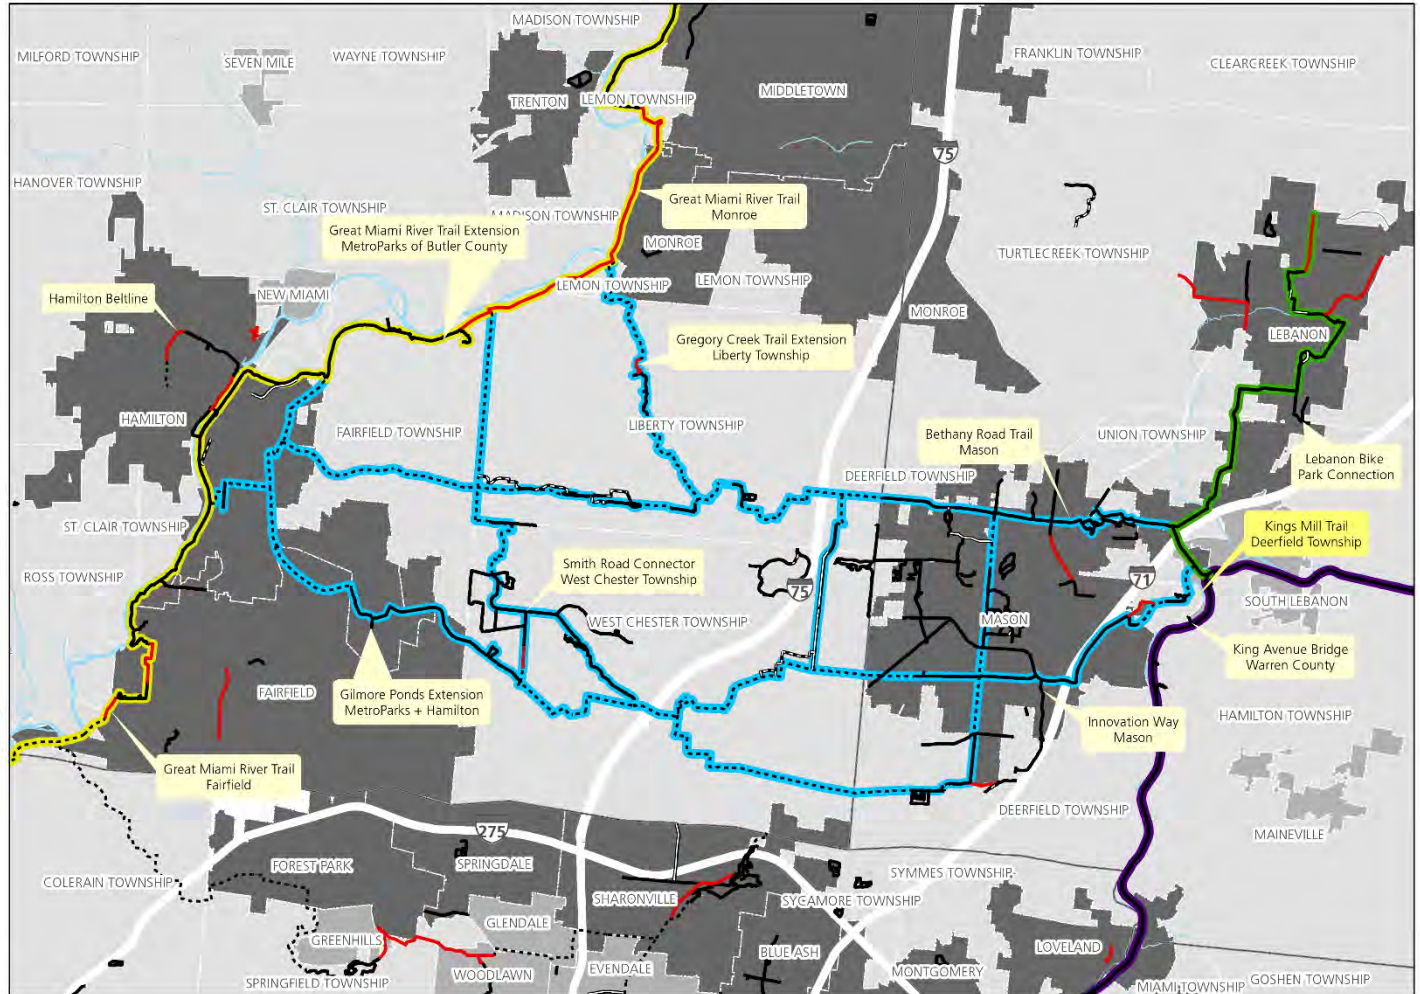 MADISON TOWNSHIP
MILFORD TOWNSHIP
SEVEN MILE
WAYNE TOWNSHIP
FRANKLIN TOWNSHIP
CLEARCREEK TOWNSHIP
TRENTON
LEMON TOWNSHIP
MIDDLETOWN
75
HANOVER TOWNSHIP
ST. CLAIR TOWNSHIP
MADISON TOWNSHIP
Great Miami River Trail
Monroe
Great Miami River Trail Extension
MetroParks of Butler County
MONROE
TURTLECREEK TOWNSHIP
LEMON TOWNSHIP
LEMON TOWNSHIP
Hamilton Beltline
NEW MIAMI
MONROE
LEBANON
Gregory Creek Trail Extension
Liberty Township
HAMILTON
FAIRFIELD TOWNSHIP
LIBERTY TOWNSHIP
Bethany Road Trail
Mason
UNION TOWNSHIP
Lebanon Bike
Park Connection
DEERFIELD TOWNSHIP
ST. CLAIR TOWNSHIP
Kings Mill Trail
Deerfield Township
ROSS TOWNSHIP
Smith Road Connector
West Chester Township
75
71
SOUTH LEBANON
WEST CHESTER TOWNSHIP
MASON
King Avenue Bridge
Warren County
FAIRFIELD
Gilmore Ponds Extension
MetroParks + Hamilton
Innovation Way
Mason
HAMILTON TOWNSHIP
Great Miami River Trail
Fairfield
DEERFIELD TOWNSHIP
MAINEVILLE
275
FOREST PARK
SPRINGDALE
COLERAIN TOWNSHIP
SYMMES TOWNSHIP
SHARONVILLE
SYCAMORE TOWNSHIP
GLENDALE
GREENHILLS
BLUE ASH
LOVELAND
WOODLAWN
EVENDALE
MONTGOMERY
SPRINGFIELD TOWNSHIP
MIAMI TOWNSHIP
GOSHEN TOWNSHIP